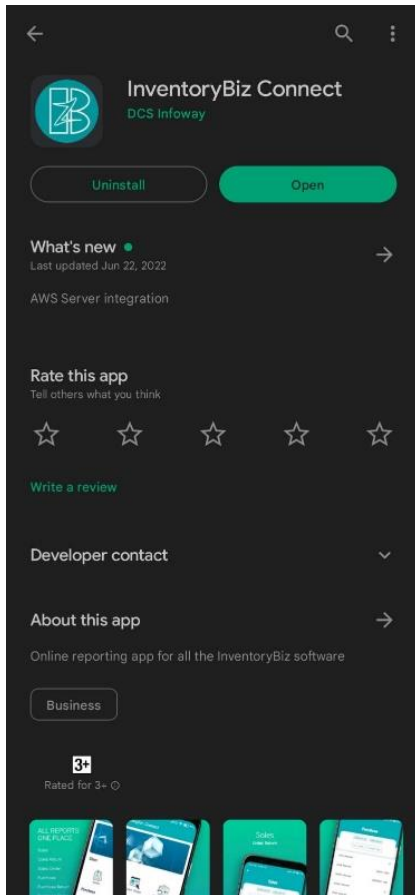 InventoryBiz Connect
DCS Infoway
Uninstall
Open
What's new
Last updated Jun 22, 2022
AWS Server integration
Rate this app
Tell others what you think
Write a review
Developer contact
About this app
Online reporting app for all the InventoryBiz software
Business
3+
Rated for 3+
ALL REPORTS
ONE PLACE
Sales